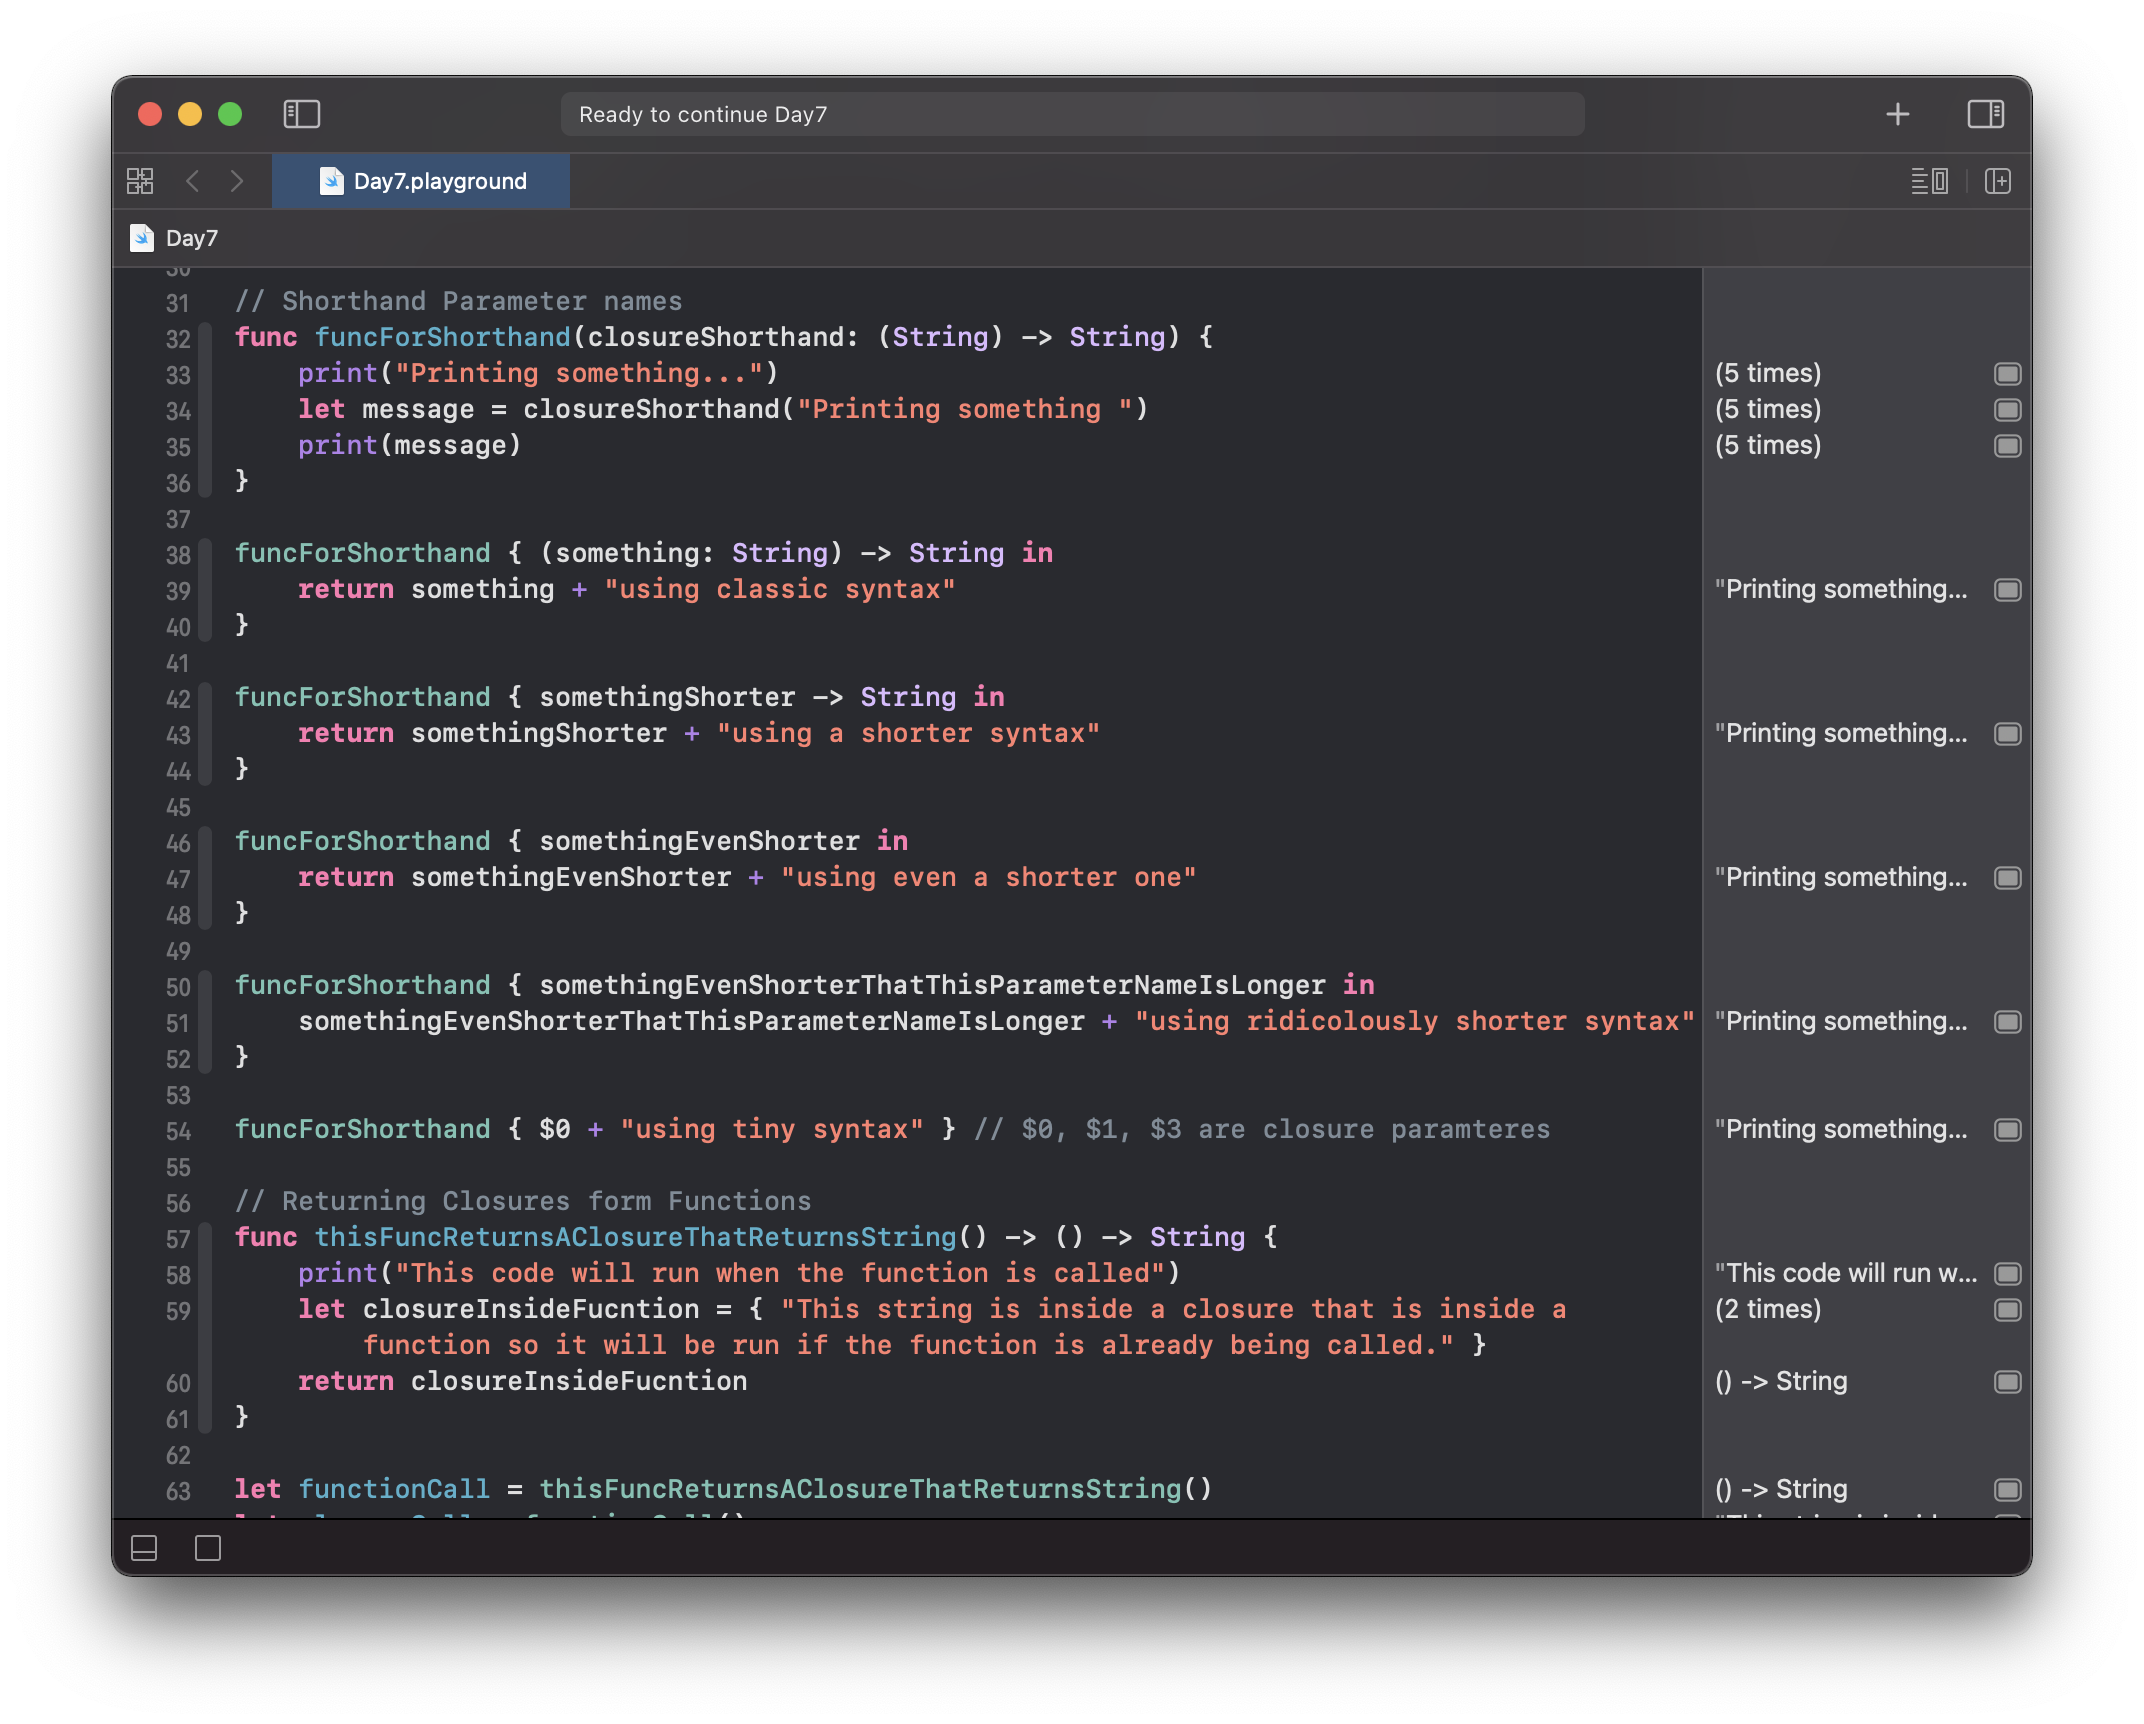 Ready to continue Day7
Day7.playground
Day7
30
31 // Shorthand Parameter names
32 func funcForShorthand(closureShorthand: (String) -> String) {
33 print("Printing something...") (5 times)
34 let message = closureShorthand("Printing something ") (5 times)
35 print(message) (5 times)
36 }
37
38 funcForShorthand { (something: String) -> String in
39 return something + "using classic syntax" "Printing something...
40 }
41
42 funcForShorthand { somethingShorter -> String in
43 return somethingShorter + "using a shorter syntax" "Printing something...
44 }
45
46 funcForShorthand { somethingEvenShorter in
47 return somethingEvenShorter + "using even a shorter one" "Printing something...
48 }
49
50 funcForShorthand { somethingEvenShorterThatThisParameterNameIsLonger in
51 somethingEvenShorterThatThisParameterNameIsLonger + "using ridicolously shorter syntax" "Printing something...
52 }
53
54 funcForShorthand { $0 + "using tiny syntax" } // $0, $1, $3 are closure paramteres "Printing something...
55
56 // Returning Closures form Functions
57 func thisFuncReturnsAClosureThatReturnsString() -> () -> String {
58 print("This code will run when the function is called") "This code will run w...
59 let closureInsideFucntion = { "This string is inside a closure that is inside a (2 times)
function so it will be run if the function is already being called." }
60 return closureInsideFucntion () -> String
61 }
62
63 let functionCall = thisFuncReturnsAClosureThatReturnsString() () -> String